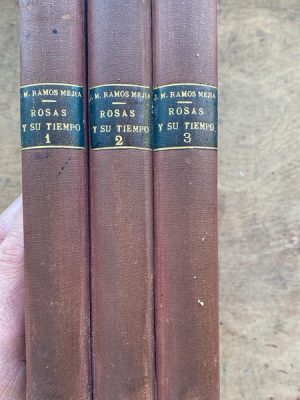 M. RAMOS MEJIA
ROSAS
Y SU TIEMPO
1
J. M. RAMOS MEJIA
ROSAS
Y SU TIEMPO
2
J. M. RAMOS MEJIA
ROSAS
Y SU TIEMPO
3